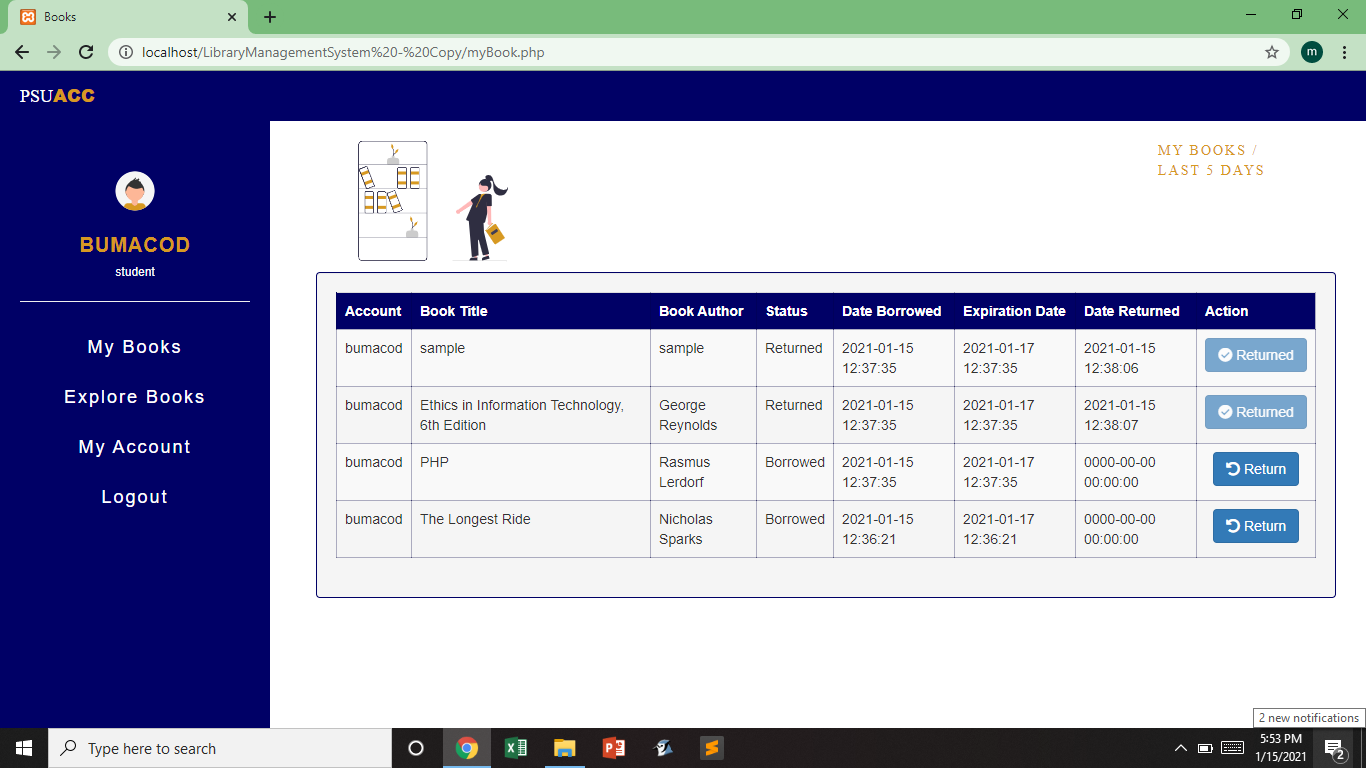 Books
localhost/LibraryManagementSystem%20-%20Copy/myBook.php
m
PSUACC
BUMACOD
student
My Books
Explore Books
My Account
Logout
MY BOOKS /
LAST 5 DAYS
Account Book Title Book Author Status Date Borrowed Expiration Date Date Returned Action
bumacod sample sample Returned 2021-01-15 2021-01-17 2021-01-15 Returned
12:37:35 12:37:35 12:38:06
bumacod Ethics in Information Technology, George Returned 2021-01-15 2021-01-17 2021-01-15 Returned
6th Edition Reynolds 12:37:35 12:37:35 12:38:07
bumacod PHP Rasmus Borrowed 2021-01-15 2021-01-17 0000-00-00 Return
Lerdorf 12:37:35 12:37:35 00:00:00
bumacod The Longest Ride Nicholas Borrowed 2021-01-15 2021-01-17 0000-00-00 Return
Sparks 12:36:21 12:36:21 00:00:00
2 new notifications
Type here to search
5:53 PM
1/15/2021
2